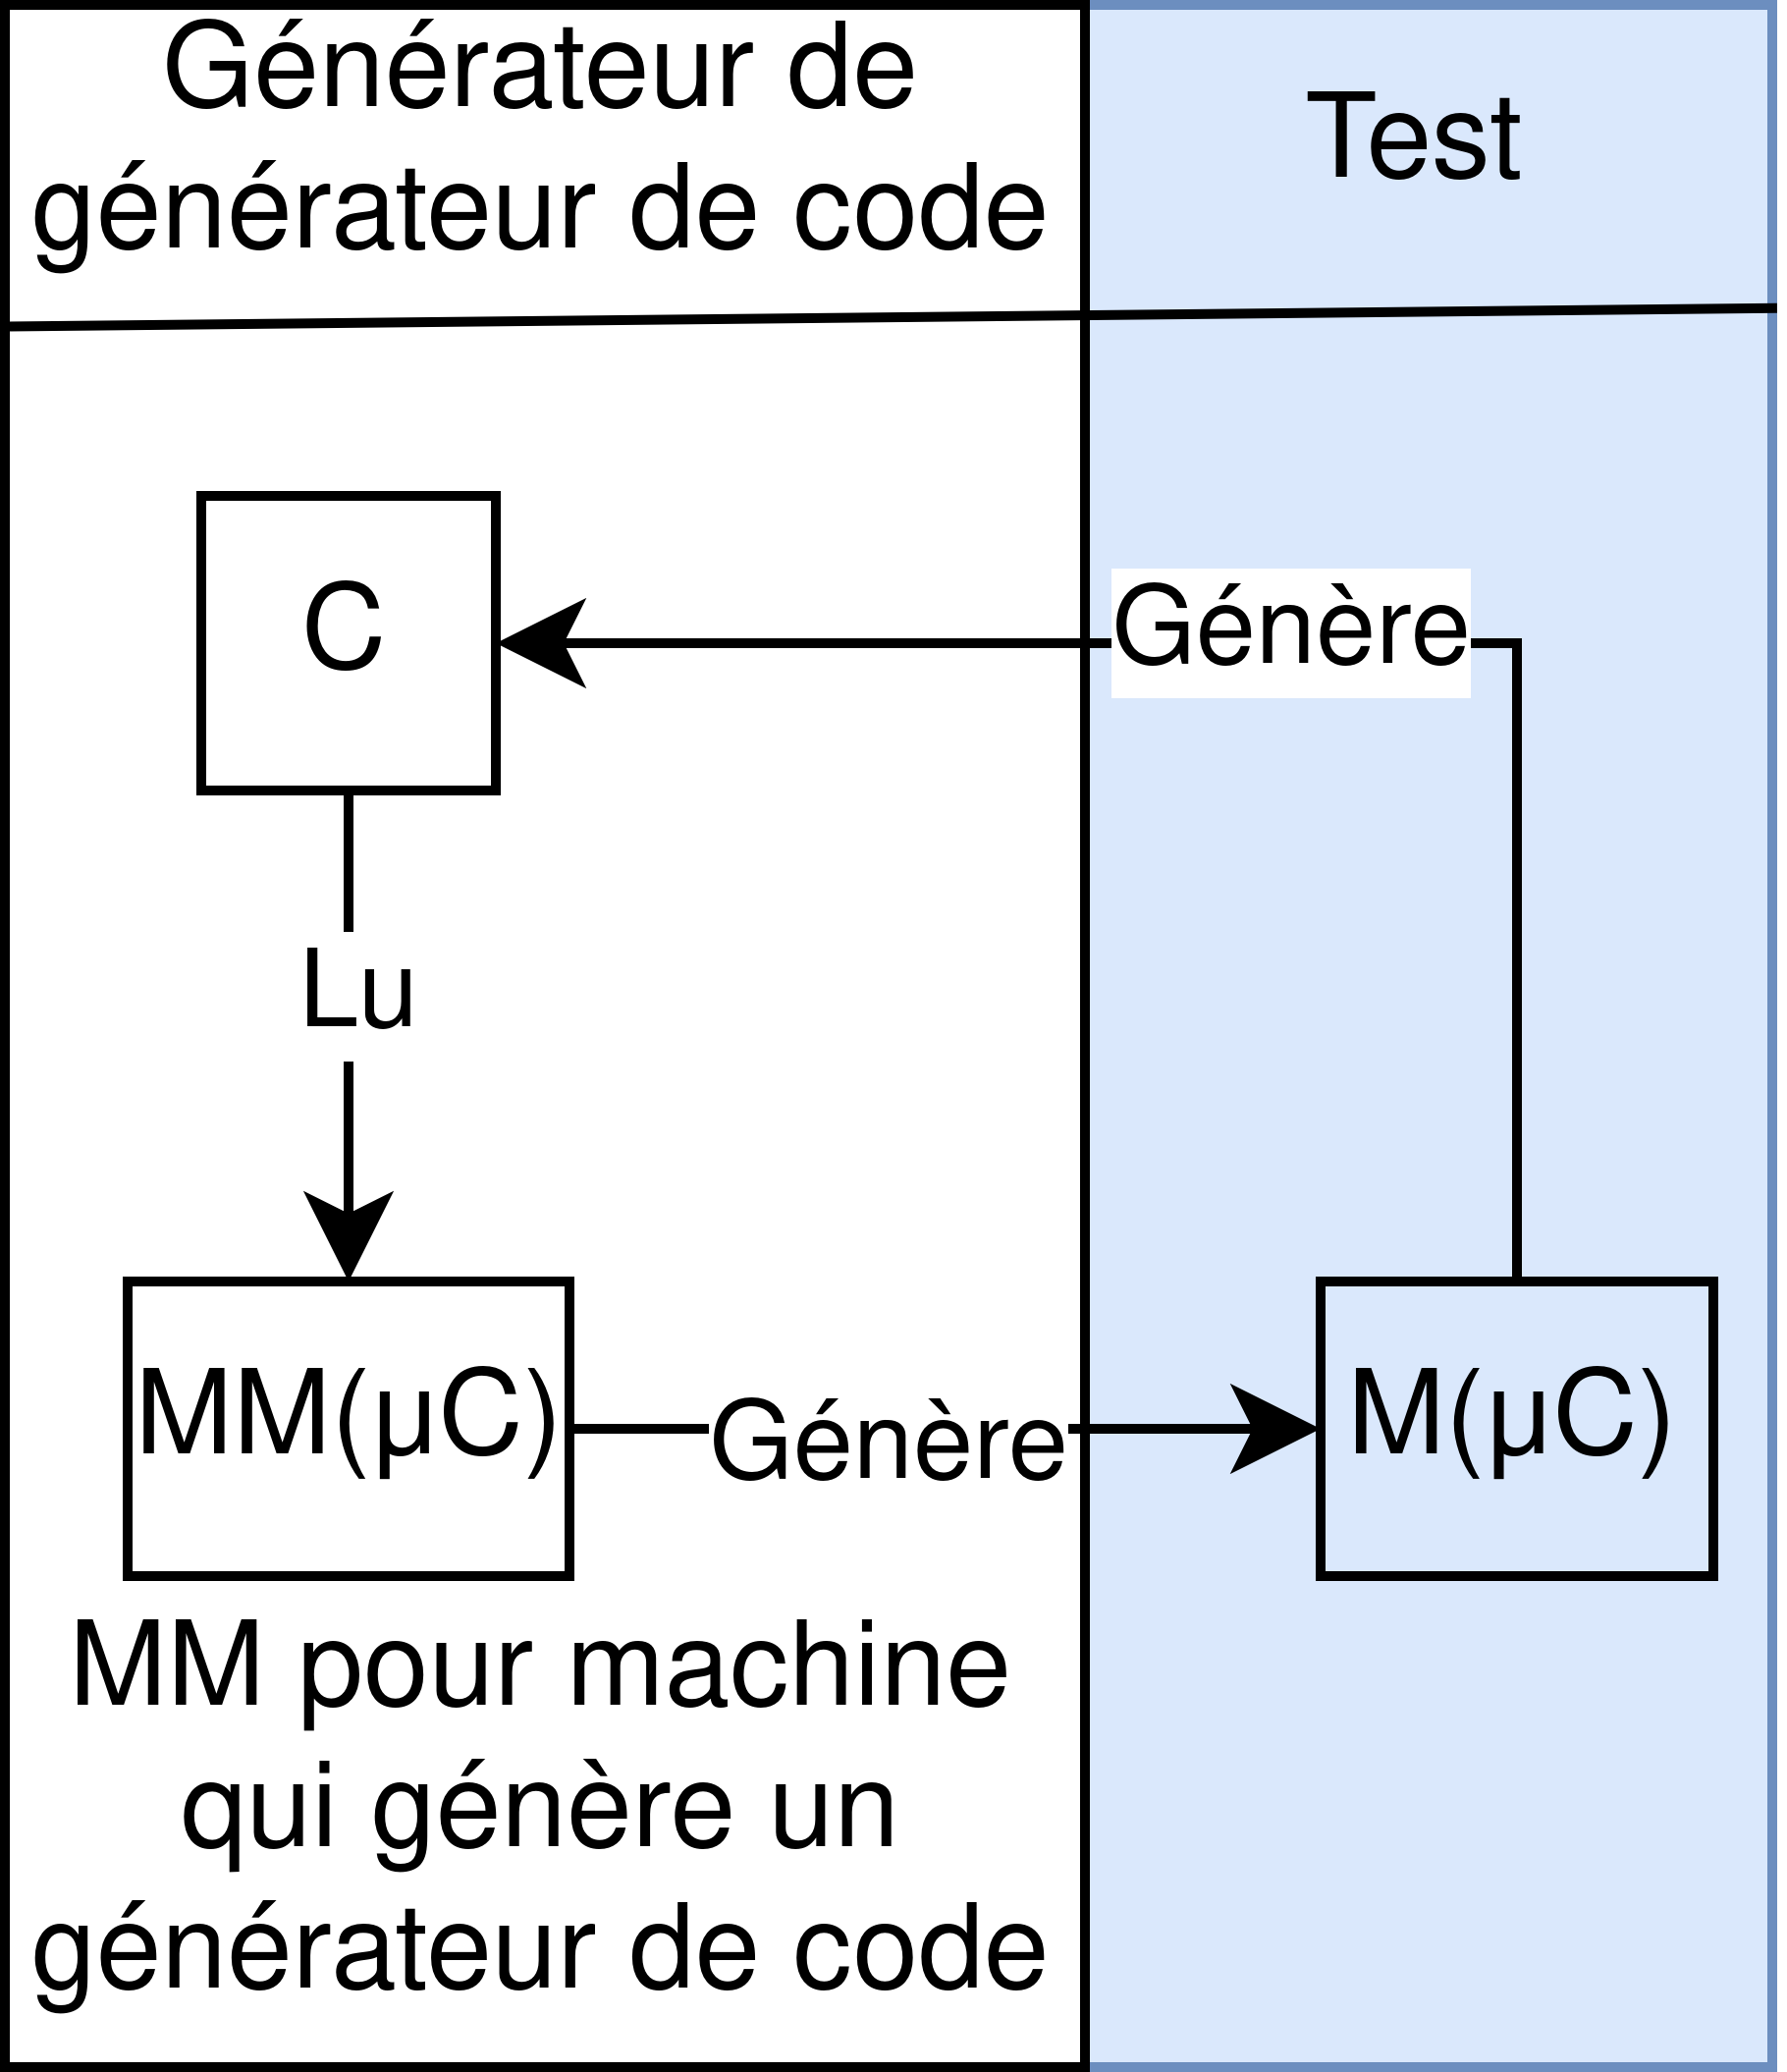 Générateur de
générateur de code
Test
C
Génère
Lu
MM(µC)
Génère
M(µC)
MM pour machine
qui génère un
générateur de code